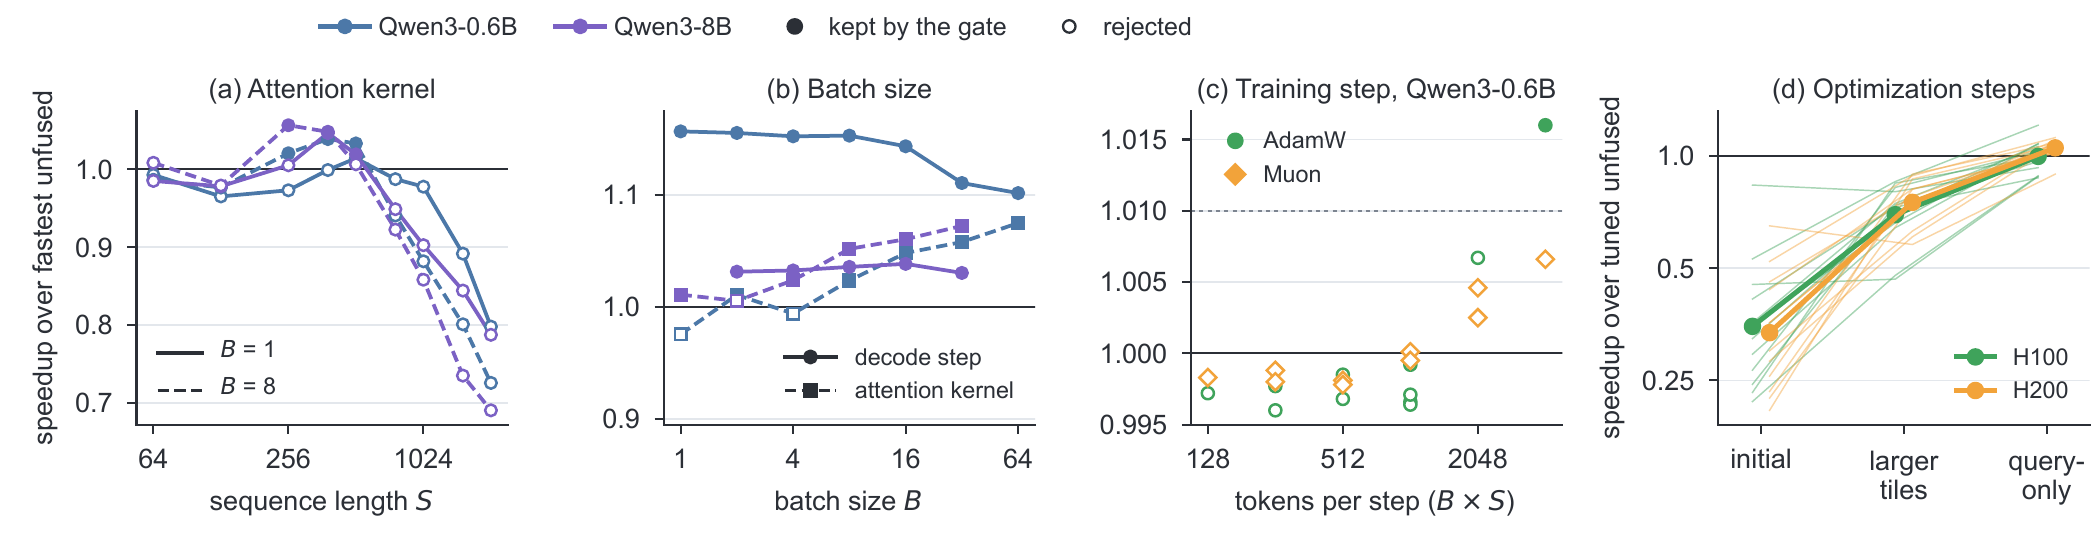 Qwen3-0.6B Qwen3-8B kept by the gate rejected
(a) Attention kernel
speedup over fastest unfused
1.0
0.9
0.8
0.7
B = 1
B = 8
64 256 1024
sequence length S
(b) Batch size
1.1
1.0
0.9
decode step
attention kernel
1 4 16 64
batch size B
(c) Training step, Qwen3-0.6B
AdamW
Muon
1.015
1.010
1.005
1.000
0.995
128 512 2048
tokens per step (B × S)
(d) Optimization steps
speedup over tuned unfused
1.0
0.5
0.25
H100
H200
initial larger query-
tiles only